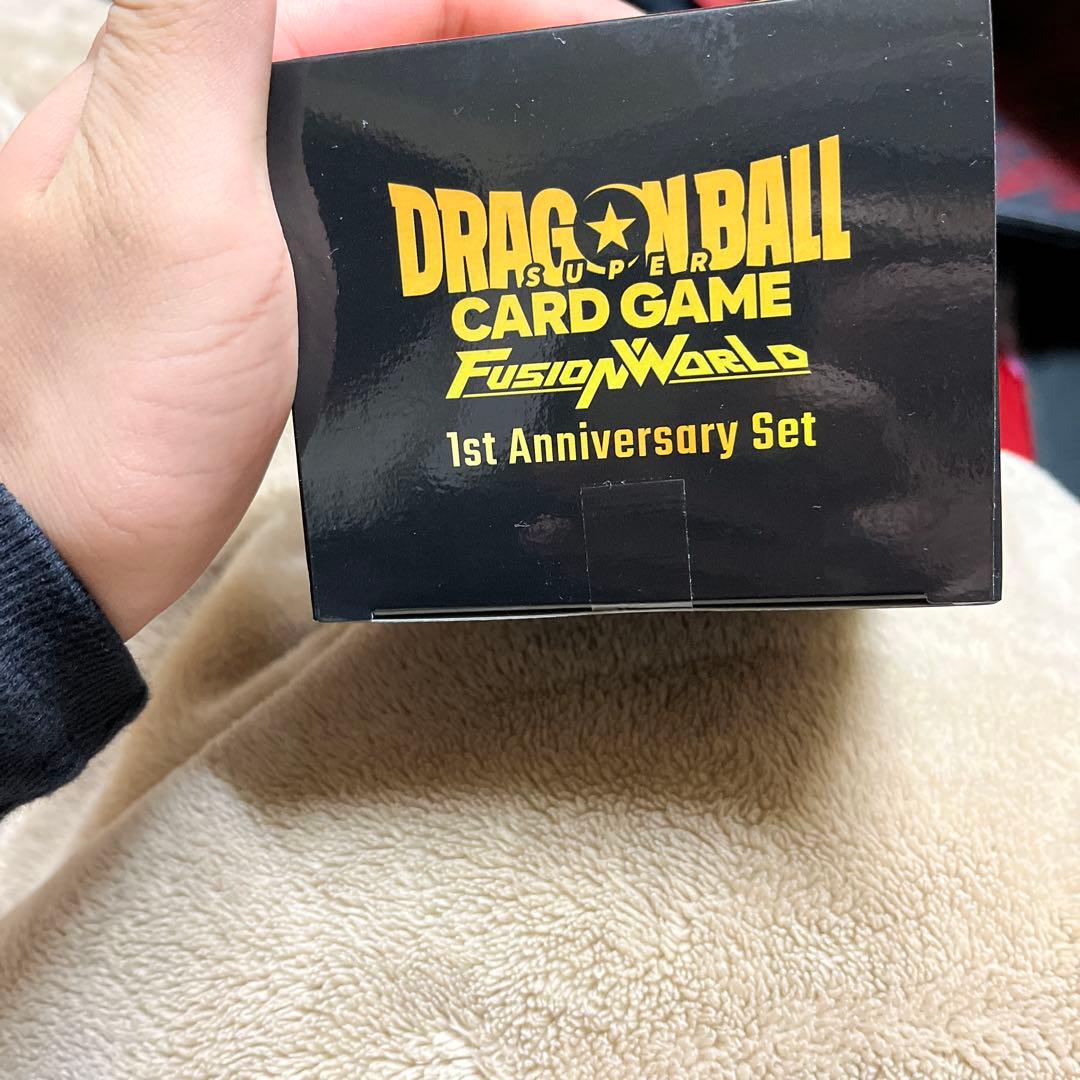 DRAGON BALL
SUPER
CARD GAME
FUSION WORLD
1st Anniversary Set